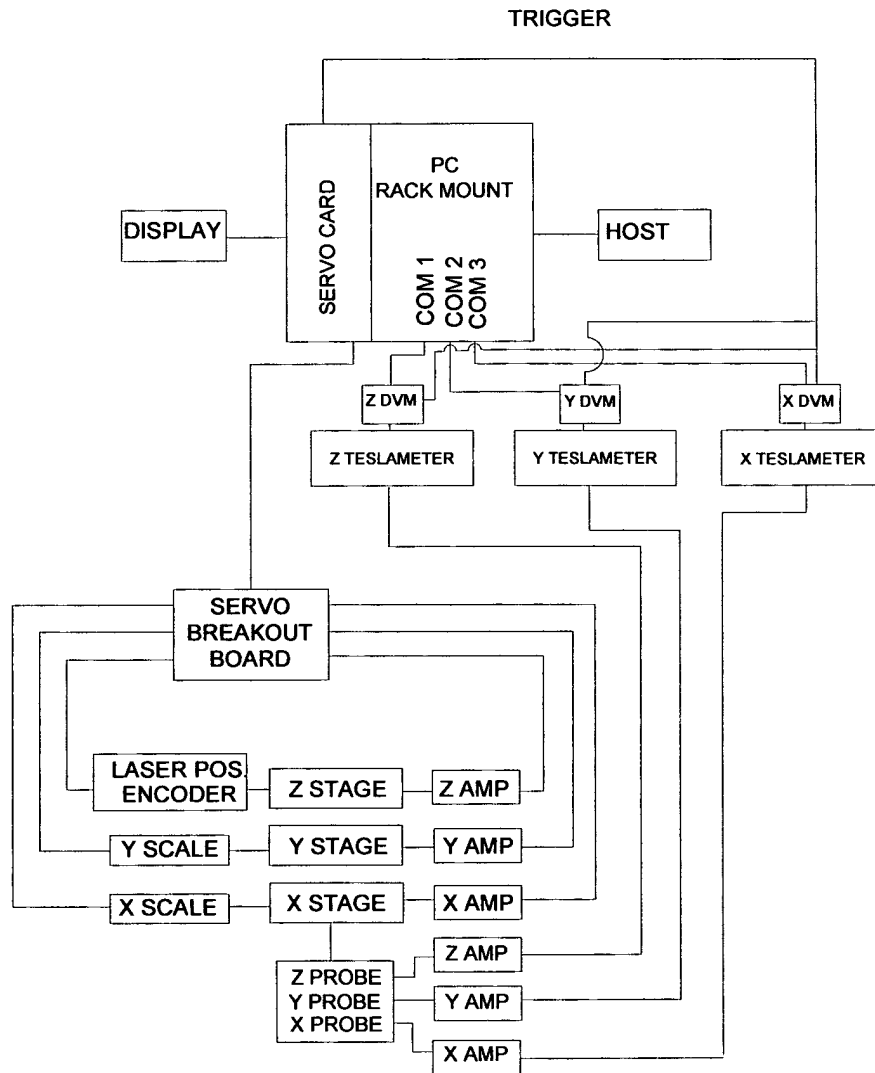 TRIGGER
PC
RACK MOUNT
SERVO CARD
DISPLAY
HOST
COM 1
COM 2
COM 3
Z DVM
Y DVM
X DVM
Z TESLAMETER
Y TESLAMETER
X TESLAMETER
SERVO
BREAKOUT
BOARD
LASER POS.
ENCODER
Z STAGE
Z AMP
Y SCALE
Y STAGE
Y AMP
X SCALE
X STAGE
X AMP
Z PROBE
Y PROBE
X PROBE
Z AMP
Y AMP
X AMP